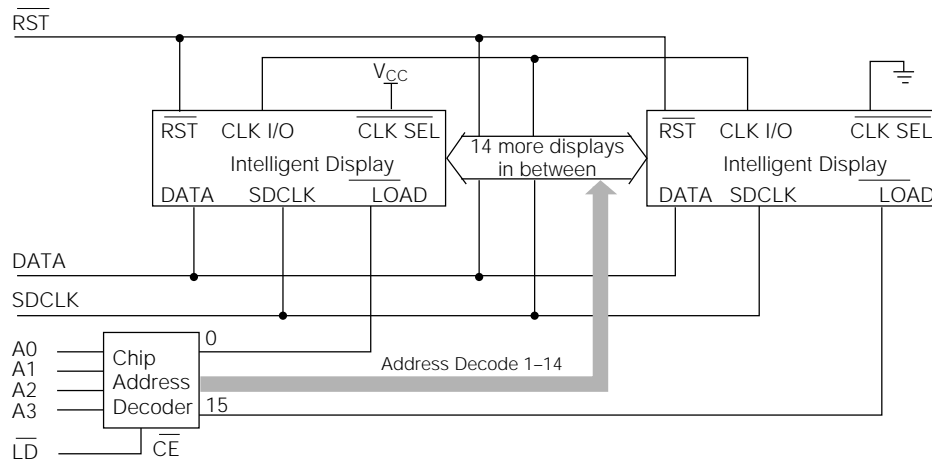 RST
VCC
RST CLK I/O CLK SEL
Intelligent Display
DATA SDCLK LOAD
14 more displays
in between
RST CLK I/O CLK SEL
Intelligent Display
DATA SDCLK LOAD
DATA
SDCLK
A0
A1
A2
A3
Chip
Address
Decoder
0
Address Decode 1–14
15
LD
CE